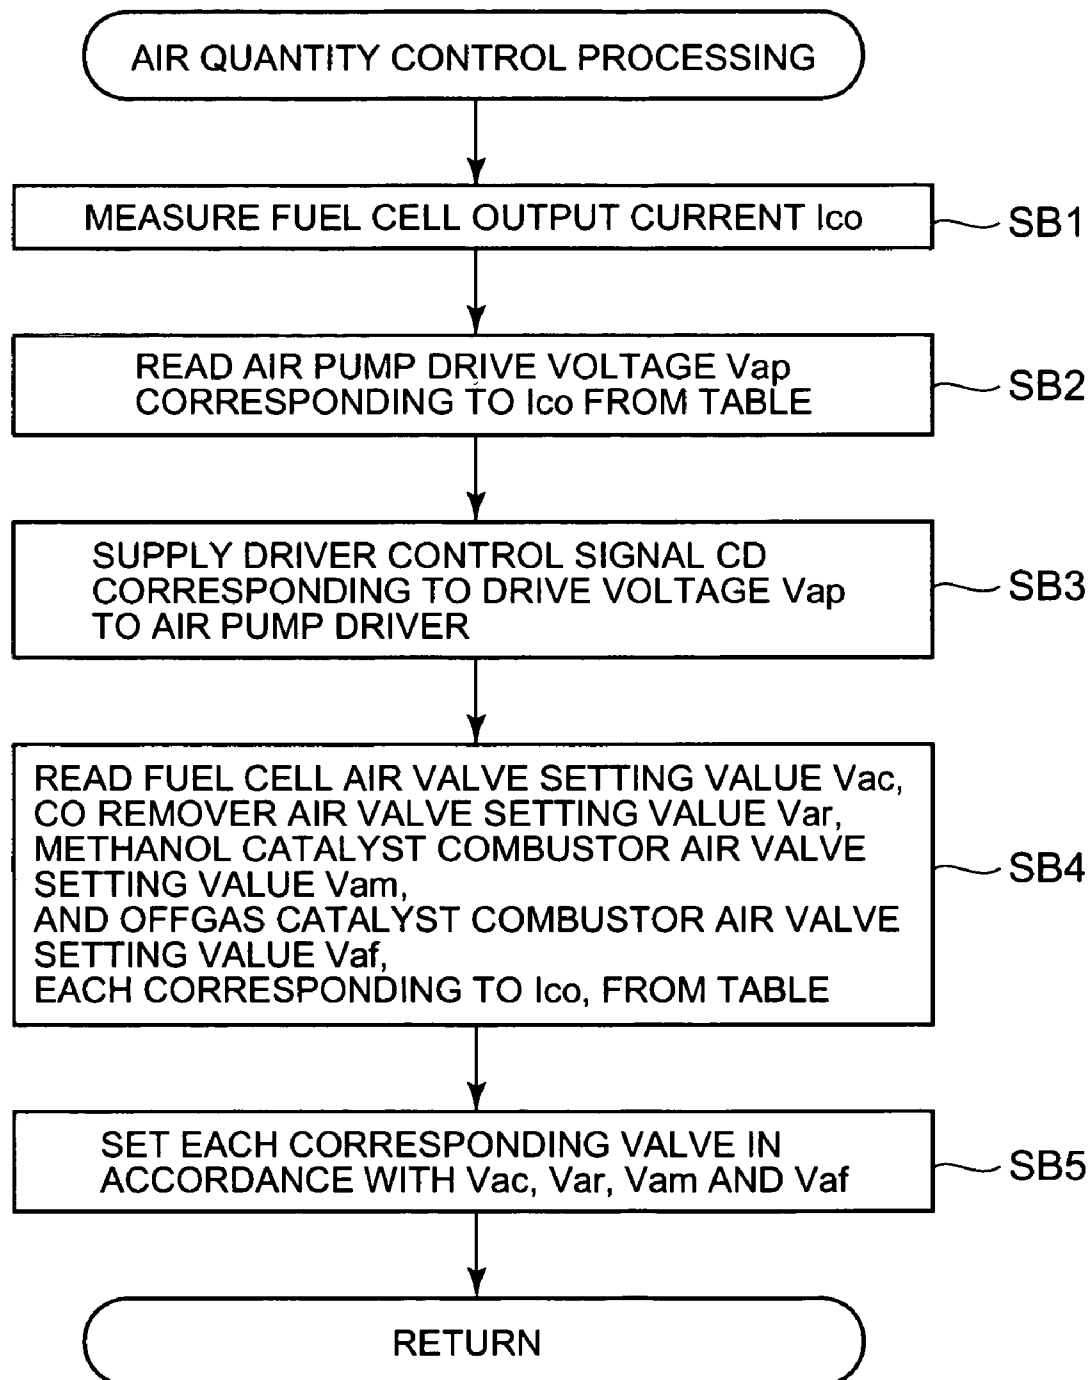 AIR QUANTITY CONTROL PROCESSING
MEASURE FUEL CELL OUTPUT CURRENT Ico
SB1
READ AIR PUMP DRIVE VOLTAGE Vap
CORRESPONDING TO Ico FROM TABLE
SB2
SUPPLY DRIVER CONTROL SIGNAL CD
CORRESPONDING TO DRIVE VOLTAGE Vap
TO AIR PUMP DRIVER
SB3
READ FUEL CELL AIR VALVE SETTING VALUE Vac,
CO REMOVER AIR VALVE SETTING VALUE Var,
METHANOL CATALYST COMBUSTOR AIR VALVE
SETTING VALUE Vam,
AND OFFGAS CATALYST COMBUSTOR AIR VALVE
SETTING VALUE Vaf,
EACH CORRESPONDING TO Ico, FROM TABLE
SB4
SET EACH CORRESPONDING VALVE IN
ACCORDANCE WITH Vac, Var, Vam AND Vaf
SB5
RETURN